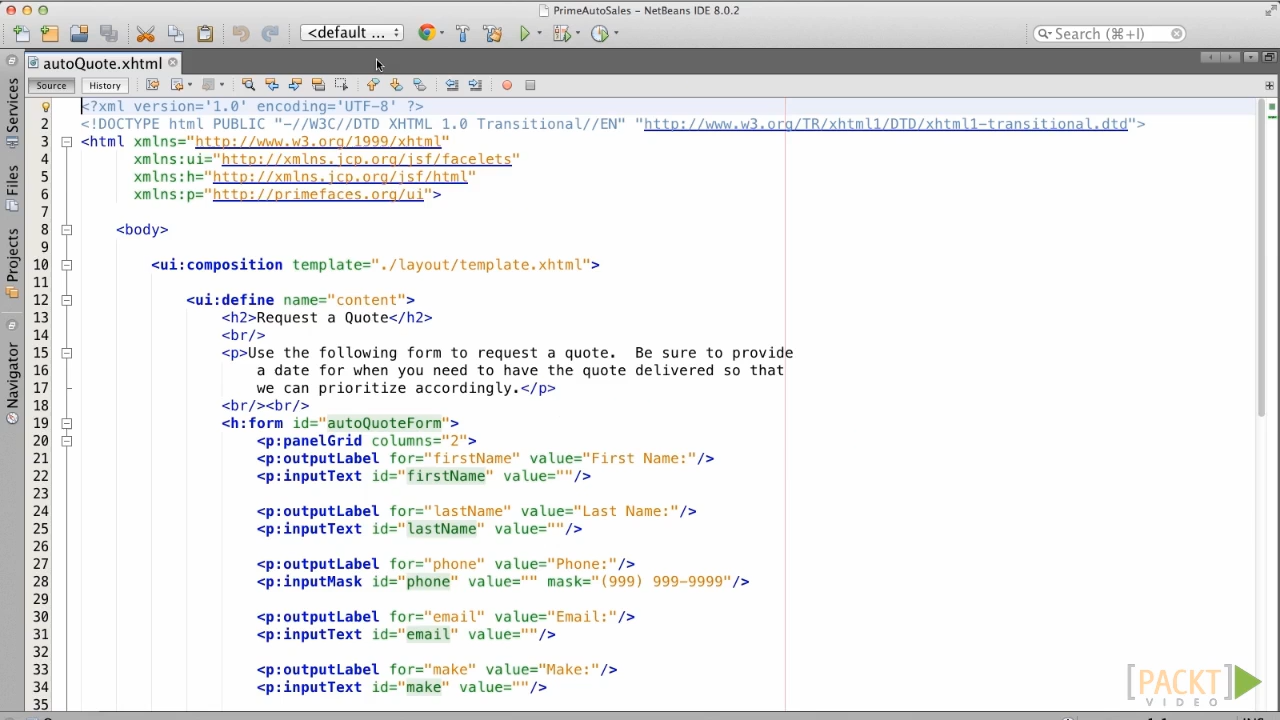 PrimeAutoSales - NetBeans IDE 8.0.2
<default ...
Search (⌘+I)
autoQuote.xhtml
Source
History
Services
Files
Projects
Navigator
<?xml version='1.0' encoding='UTF-8' ?>
2 <!DOCTYPE html PUBLIC "-//W3C//DTD XHTML 1.0 Transitional//EN" "http://www.w3.org/TR/xhtml1/DTD/xhtml1-transitional.dtd">
3 <html xmlns="http://www.w3.org/1999/xhtml"
4 xmlns:ui="http://xmlns.jcp.org/jsf/facelets"
5 xmlns:h="http://xmlns.jcp.org/jsf/html"
6 xmlns:p="http://primefaces.org/ui">
7
8 <body>
9
10 <ui:composition template="./layout/template.xhtml">
11
12 <ui:define name="content">
13 <h2>Request a Quote</h2>
14 <br/>
15 <p>Use the following form to request a quote.  Be sure to provide
16 a date for when you need to have the quote delivered so that
17 we can prioritize accordingly.</p>
18 <br/><br/>
19 <h:form id="autoQuoteForm">
20 <p:panelGrid columns="2">
21 <p:outputLabel for="firstName" value="First Name:"/>
22 <p:inputText id="firstName" value=""/>
23
24 <p:outputLabel for="lastName" value="Last Name:"/>
25 <p:inputText id="lastName" value=""/>
26
27 <p:outputLabel for="phone" value="Phone:"/>
28 <p:inputMask id="phone" value="" mask="(999) 999-9999"/>
29
30 <p:outputLabel for="email" value="Email:"/>
31 <p:inputText id="email" value=""/>
32
33 <p:outputLabel for="make" value="Make:"/>
34 <p:inputText id="make" value=""/>
35
[PACKT]
VIDEO